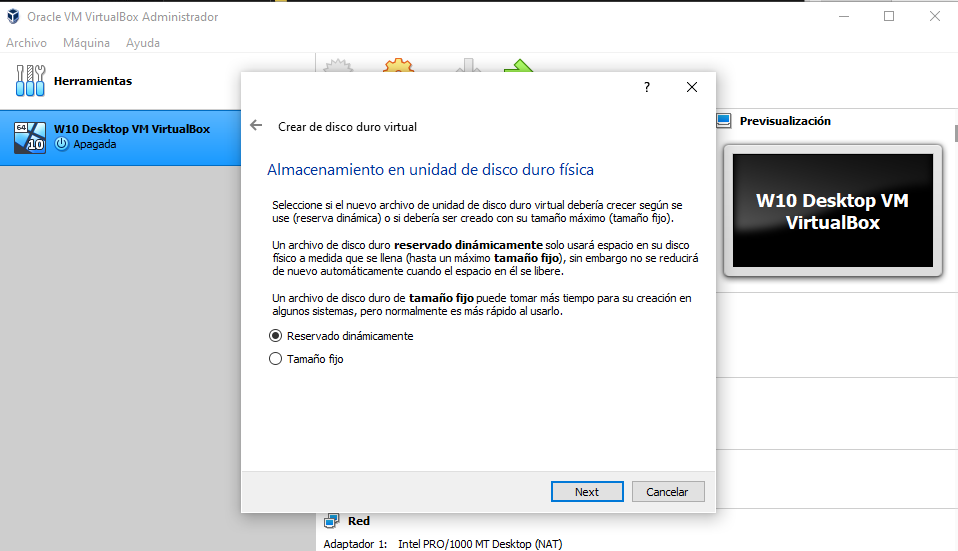 Oracle VM VirtualBox Administrador
Archivo Máquina Ayuda
Herramientas
64
10
W10 Desktop VM VirtualBox
Apagada
?
Crear de disco duro virtual
Almacenamiento en unidad de disco duro física
Seleccione si el nuevo archivo de unidad de disco duro virtual debería crecer según se
use (reserva dinámica) o si debería ser creado con su tamaño máximo (tamaño fijo).
Un archivo de disco duro reservado dinámicamente solo usará espacio en su disco
físico a medida que se llena (hasta un máximo tamaño fijo), sin embargo no se reducirá
de nuevo automáticamente cuando el espacio en él se libere.
Un archivo de disco duro de tamaño fijo puede tomar más tiempo para su creación en
algunos sistemas, pero normalmente es más rápido al usarlo.
Reservado dinámicamente
Tamaño fijo
Next Cancelar
Previsualización
W10 Desktop VM
VirtualBox
Red
Adaptador 1: Intel PRO/1000 MT Desktop (NAT)